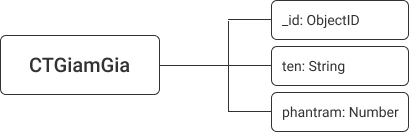 CTGiamGia
_id: ObjectID
ten: String
phantram: Number